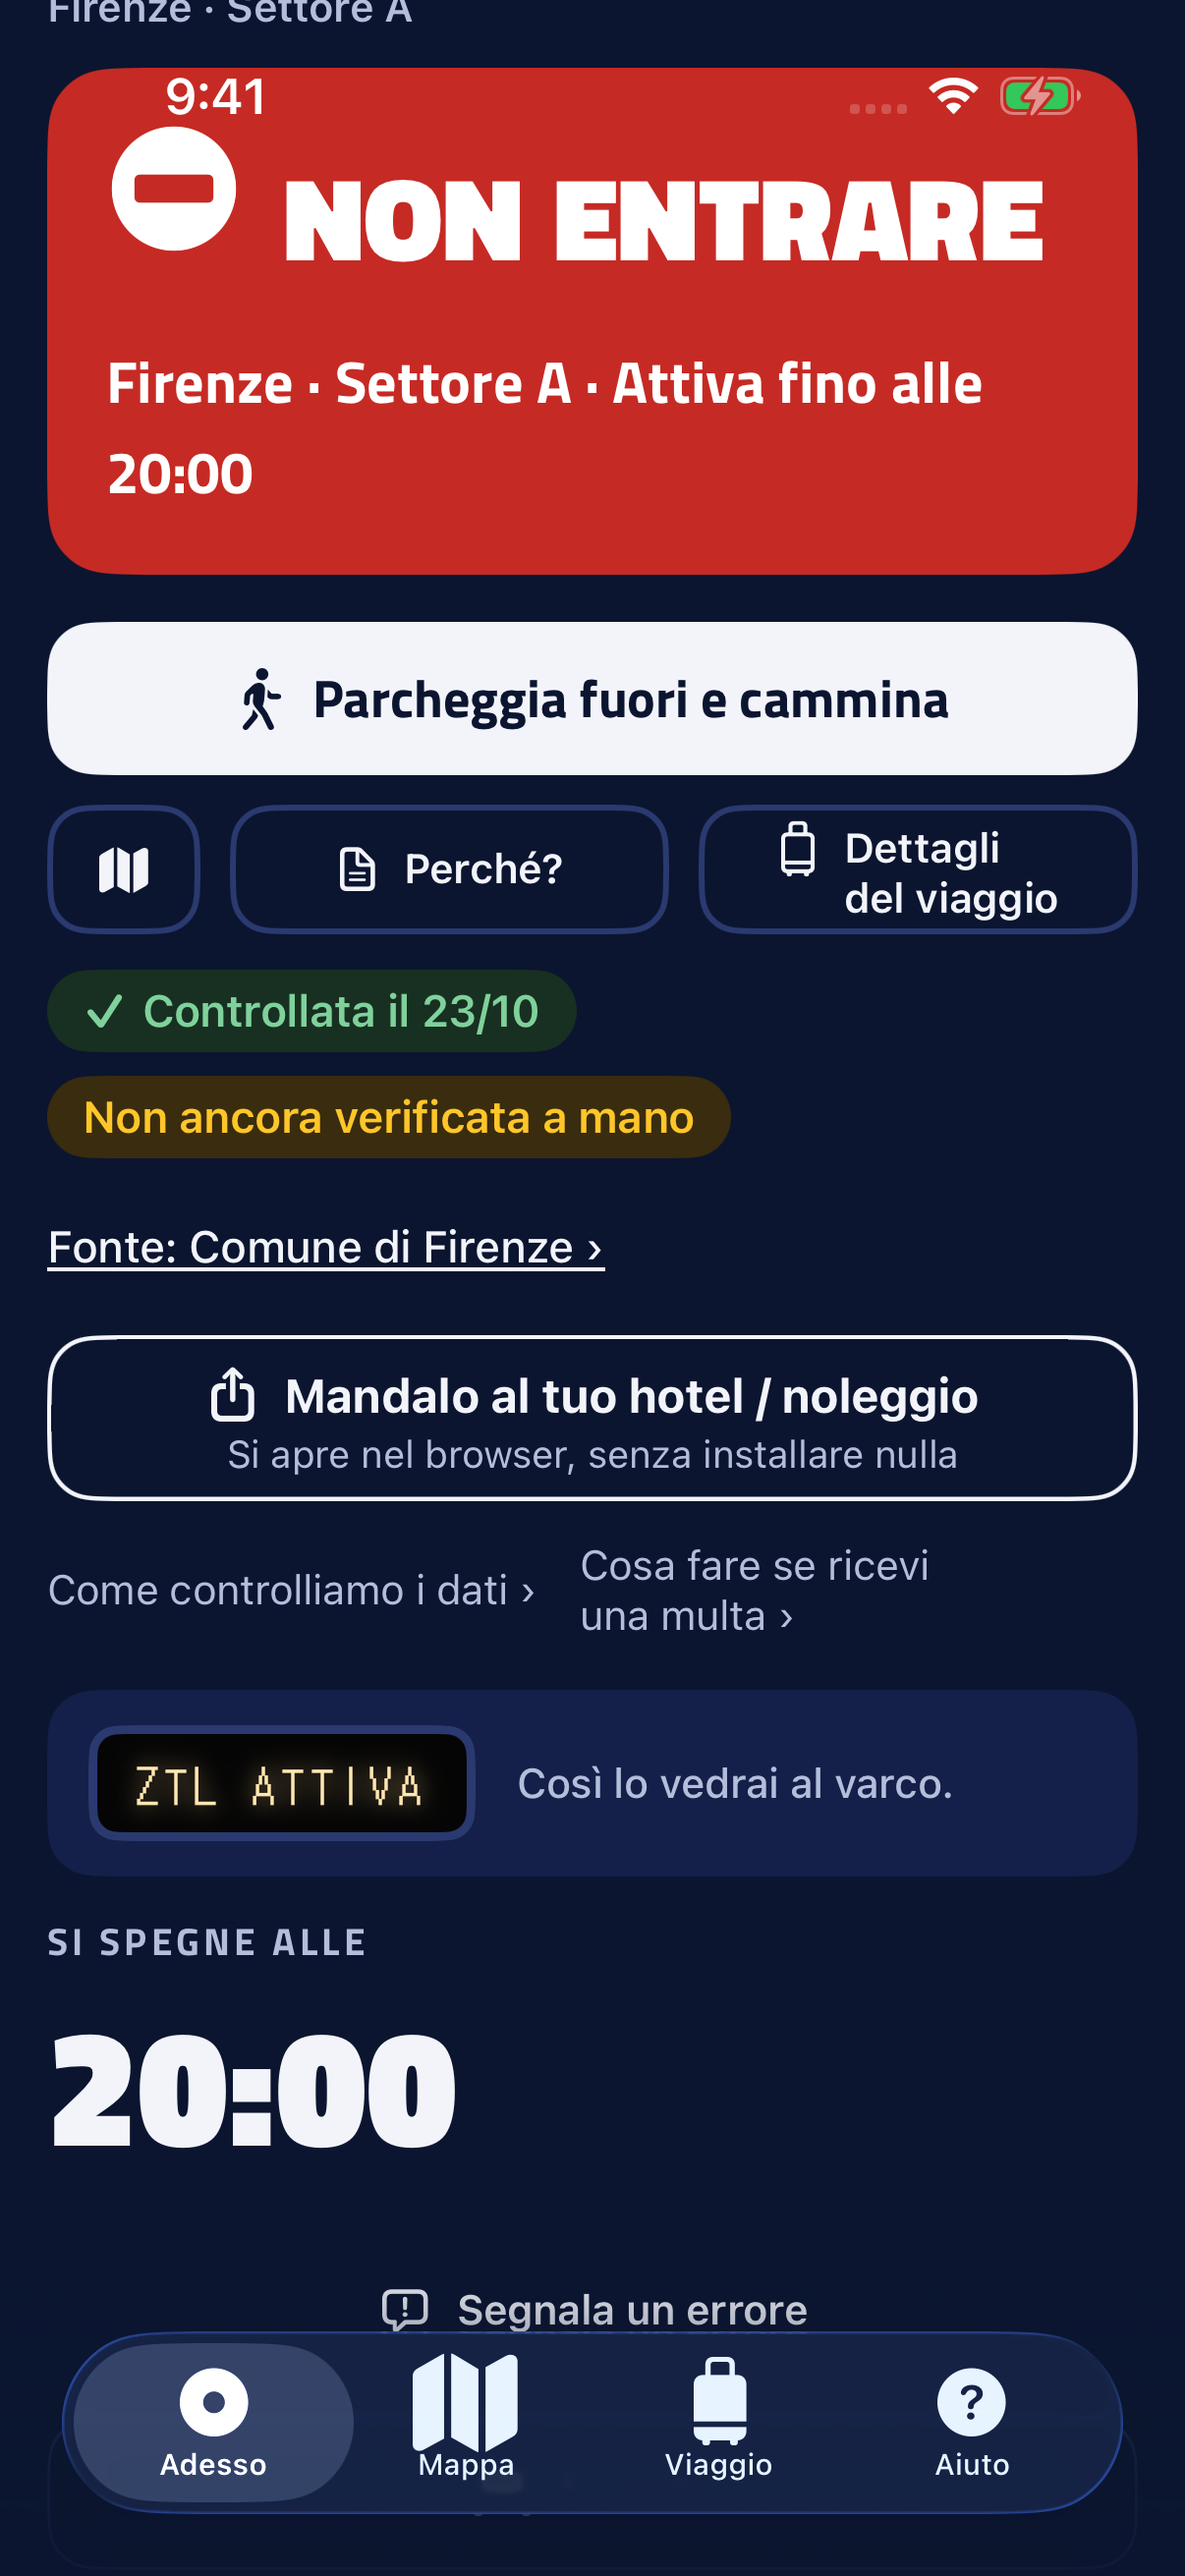 Firenze · Settore A
9:41
NON ENTRARE
Firenze · Settore A · Attiva fino alle
20:00
Parcheggia fuori e cammina
Perché?
Dettagli
del viaggio
Controllata il 23/10
Non ancora verificata a mano
Fonte: Comune di Firenze ›
Mandalo al tuo hotel / noleggio
Si apre nel browser, senza installare nulla
Come controlliamo i dati ›
Cosa fare se ricevi
una multa ›
ZTL ATTIVA
Così lo vedrai al varco.
SI SPEGNE ALLE
20:00
Segnala un errore
Adesso
Mappa
Viaggio
? 
Aiuto